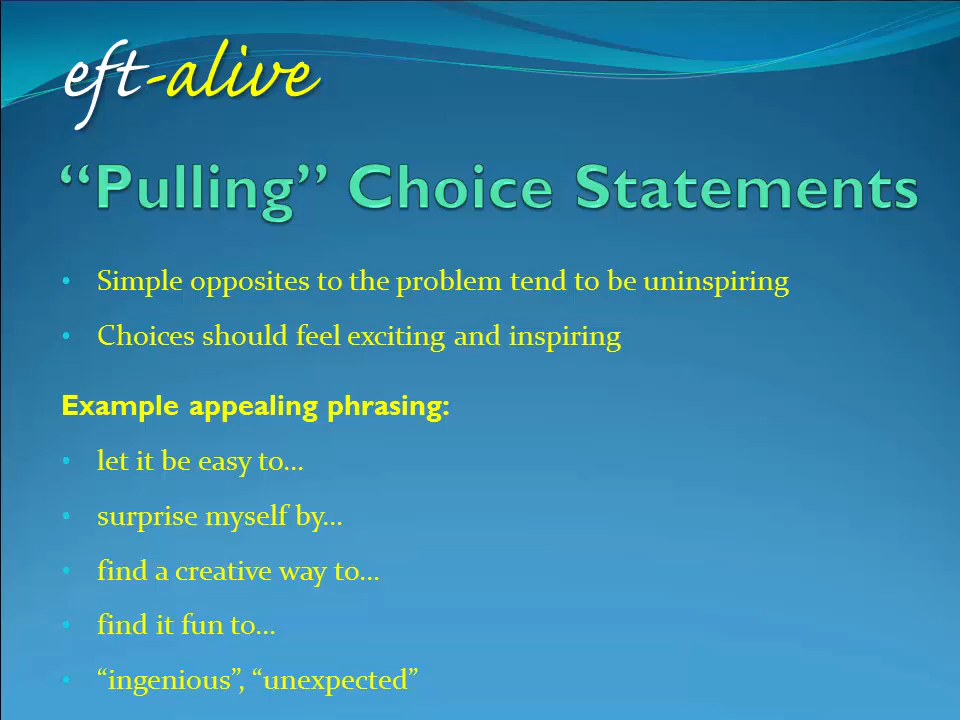 eft-alive
“Pulling” Choice Statements
• Simple opposites to the problem tend to be uninspiring
• Choices should feel exciting and inspiring
Example appealing phrasing:
• let it be easy to…
• surprise myself by…
• find a creative way to…
• find it fun to…
• “ingenious”, “unexpected”